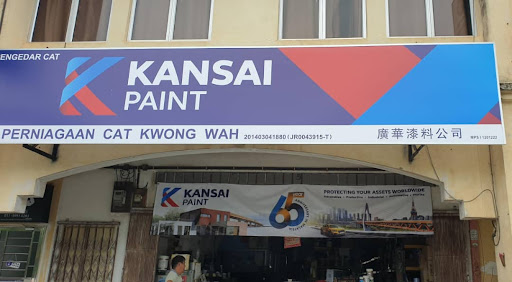 ENGEDAR CAT
KANSAI
PAINT
PERNIAGAAN CAT KWONG WAH 201403041880 (JR0043915-T)
廣華漆料公司
KANSAI
PAINT
65
PROTECTING YOUR ASSETS WORLDWIDE